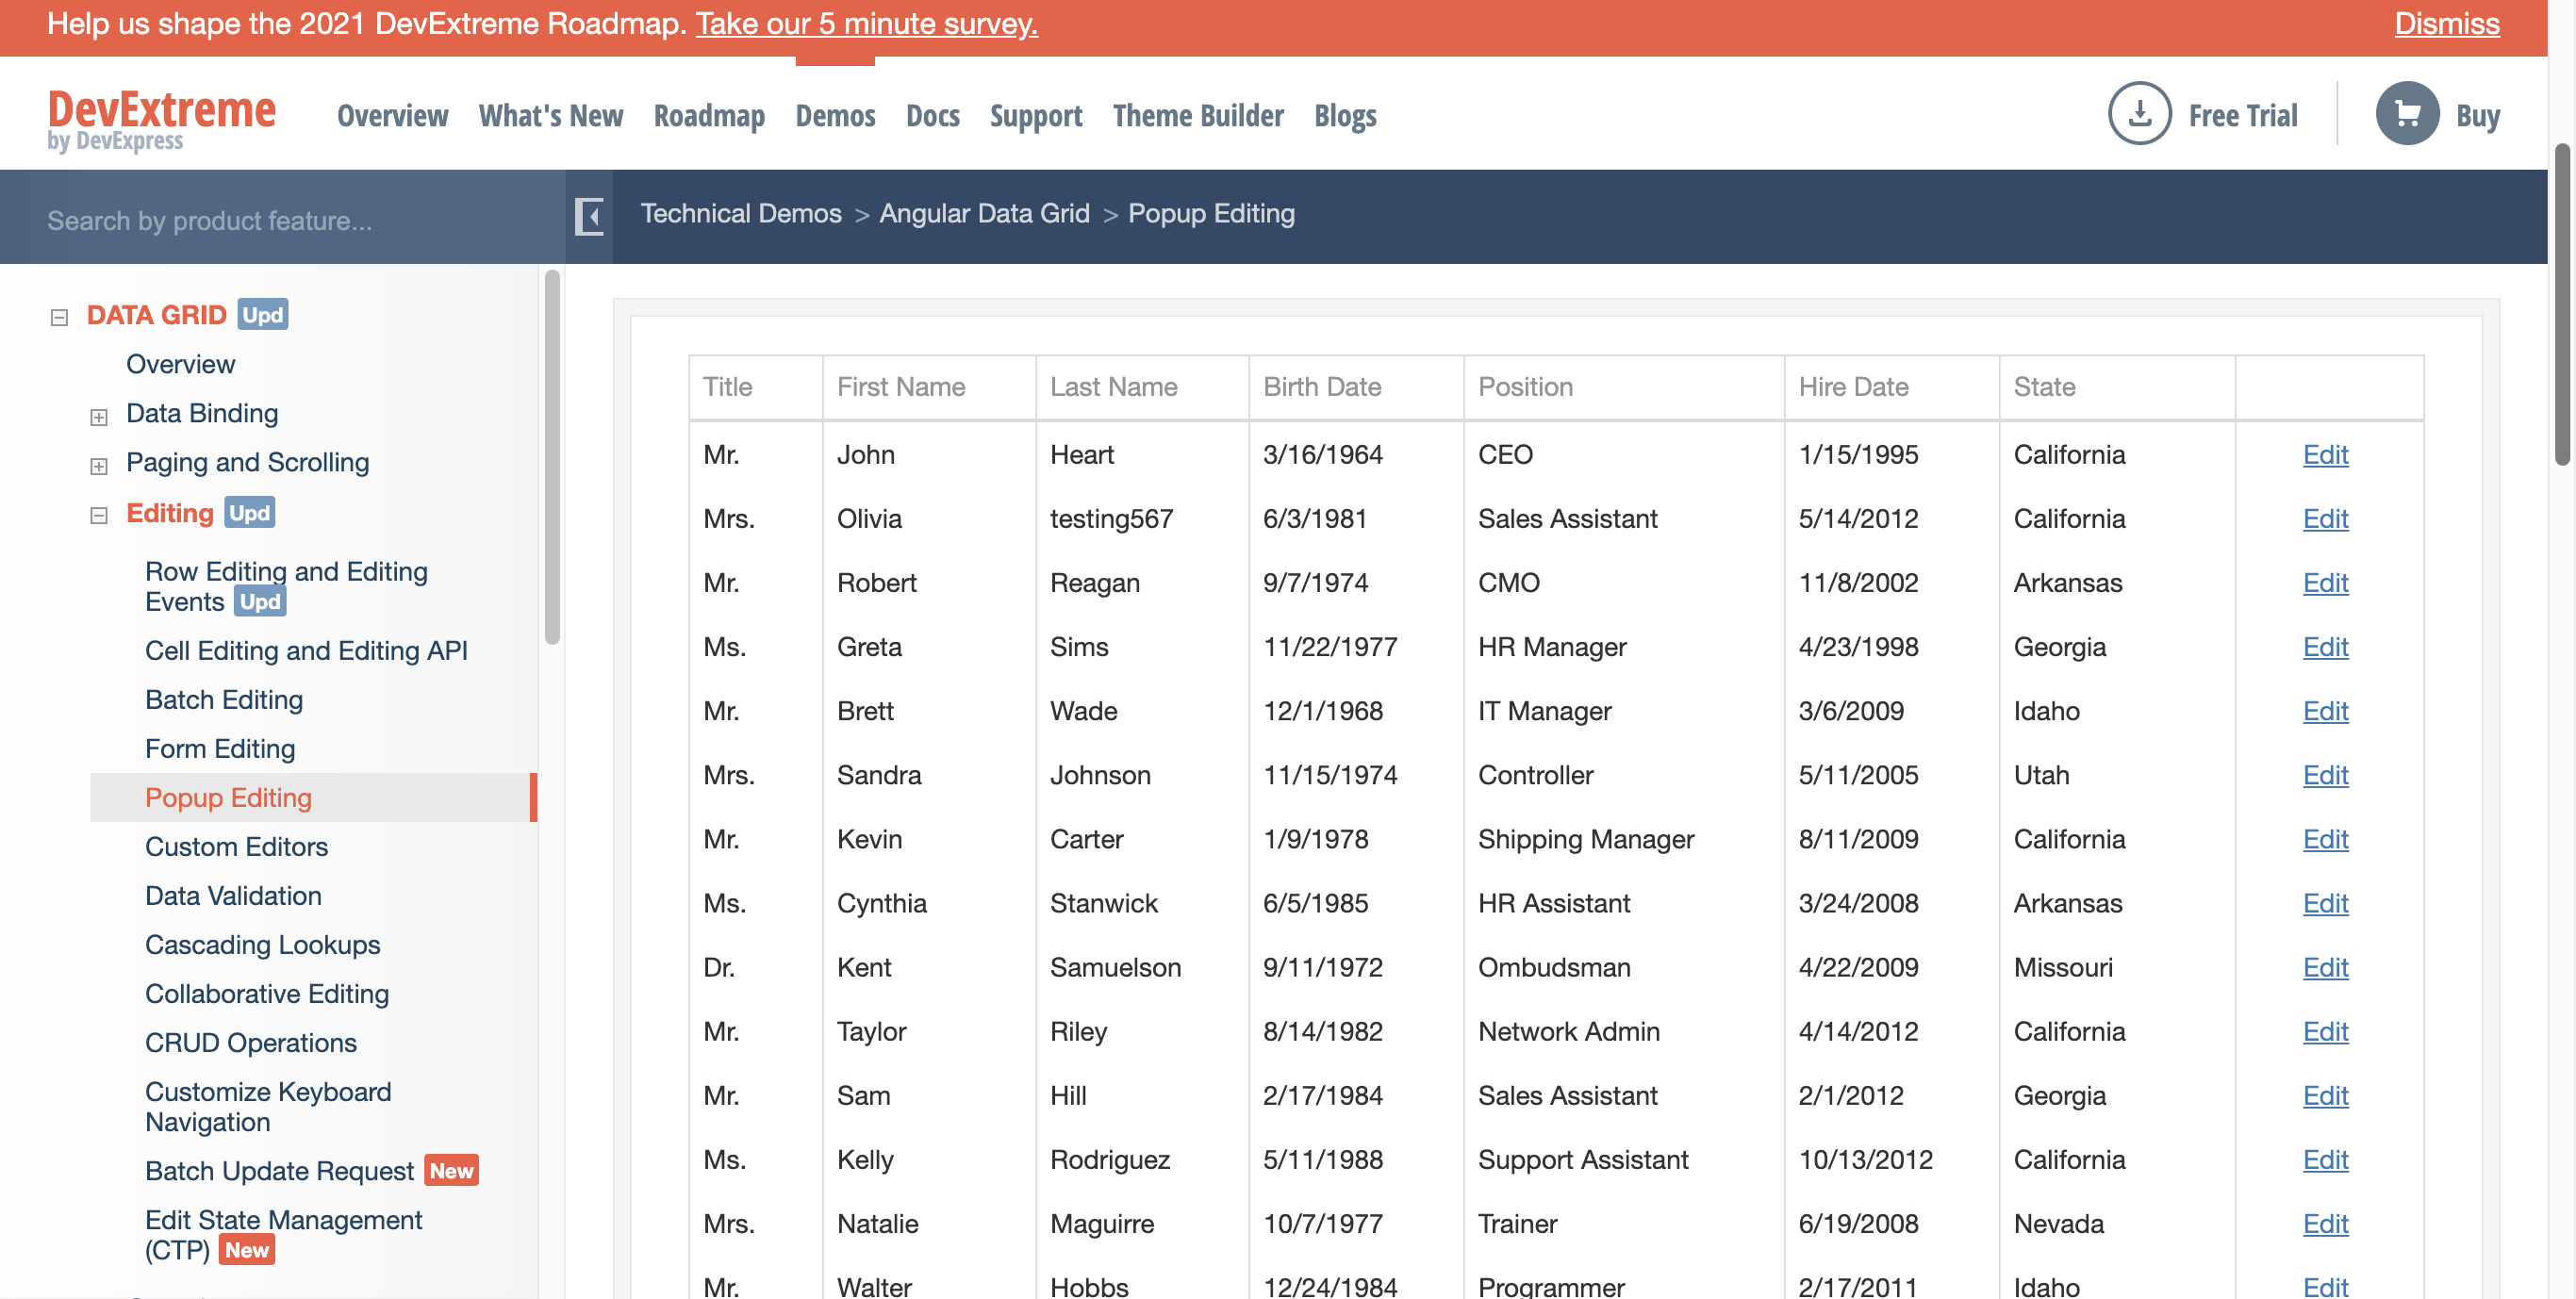 Help us shape the 2021 DevExtreme Roadmap. Take our 5 minute survey. Dismiss
DevExtreme
by DevExpress
Overview What's New Roadmap Demos Docs Support Theme Builder Blogs Free Trial Buy
Search by product feature...
Technical Demos > Angular Data Grid > Popup Editing
DATA GRID Upd
Overview
Data Binding
Paging and Scrolling
Editing Upd
Row Editing and Editing
Events Upd
Cell Editing and Editing API
Batch Editing
Form Editing
Popup Editing
Custom Editors
Data Validation
Cascading Lookups
Collaborative Editing
CRUD Operations
Customize Keyboard
Navigation
Batch Update Request New
Edit State Management
(CTP) New
Title First Name Last Name Birth Date Position Hire Date State
Mr. John Heart 3/16/1964 CEO 1/15/1995 California Edit
Mrs. Olivia testing567 6/3/1981 Sales Assistant 5/14/2012 California Edit
Mr. Robert Reagan 9/7/1974 CMO 11/8/2002 Arkansas Edit
Ms. Greta Sims 11/22/1977 HR Manager 4/23/1998 Georgia Edit
Mr. Brett Wade 12/1/1968 IT Manager 3/6/2009 Idaho Edit
Mrs. Sandra Johnson 11/15/1974 Controller 5/11/2005 Utah Edit
Mr. Kevin Carter 1/9/1978 Shipping Manager 8/11/2009 California Edit
Ms. Cynthia Stanwick 6/5/1985 HR Assistant 3/24/2008 Arkansas Edit
Dr. Kent Samuelson 9/11/1972 Ombudsman 4/22/2009 Missouri Edit
Mr. Taylor Riley 8/14/1982 Network Admin 4/14/2012 California Edit
Mr. Sam Hill 2/17/1984 Sales Assistant 2/1/2012 Georgia Edit
Ms. Kelly Rodriguez 5/11/1988 Support Assistant 10/13/2012 California Edit
Mrs. Natalie Maguirre 10/7/1977 Trainer 6/19/2008 Nevada Edit
Mr. Walter Hobbs 12/24/1984 Programmer 2/17/2011 Idaho Edit